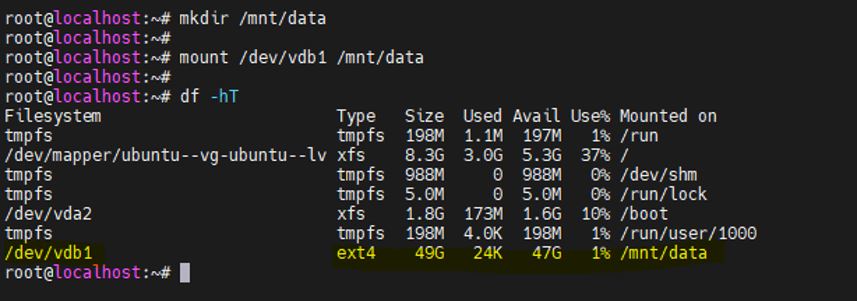 root@localhost:~# mkdir /mnt/data
root@localhost:~#
root@localhost:~# mount /dev/vdb1 /mnt/data
root@localhost:~#
root@localhost:~# df -hT
Filesystem Type Size Used Avail Use% Mounted on
tmpfs tmpfs 198M 1.1M 197M 1% /run
/dev/mapper/ubuntu--vg-ubuntu--lv xfs 8.3G 3.0G 5.3G 37% /
tmpfs tmpfs 988M 0 988M 0% /dev/shm
tmpfs tmpfs 5.0M 0 5.0M 0% /run/lock
/dev/vda2 xfs 1.8G 173M 1.6G 10% /boot
tmpfs tmpfs 198M 4.0K 198M 1% /run/user/1000
/dev/vdb1 ext4 49G 24K 47G 1% /mnt/data
root@localhost:~#